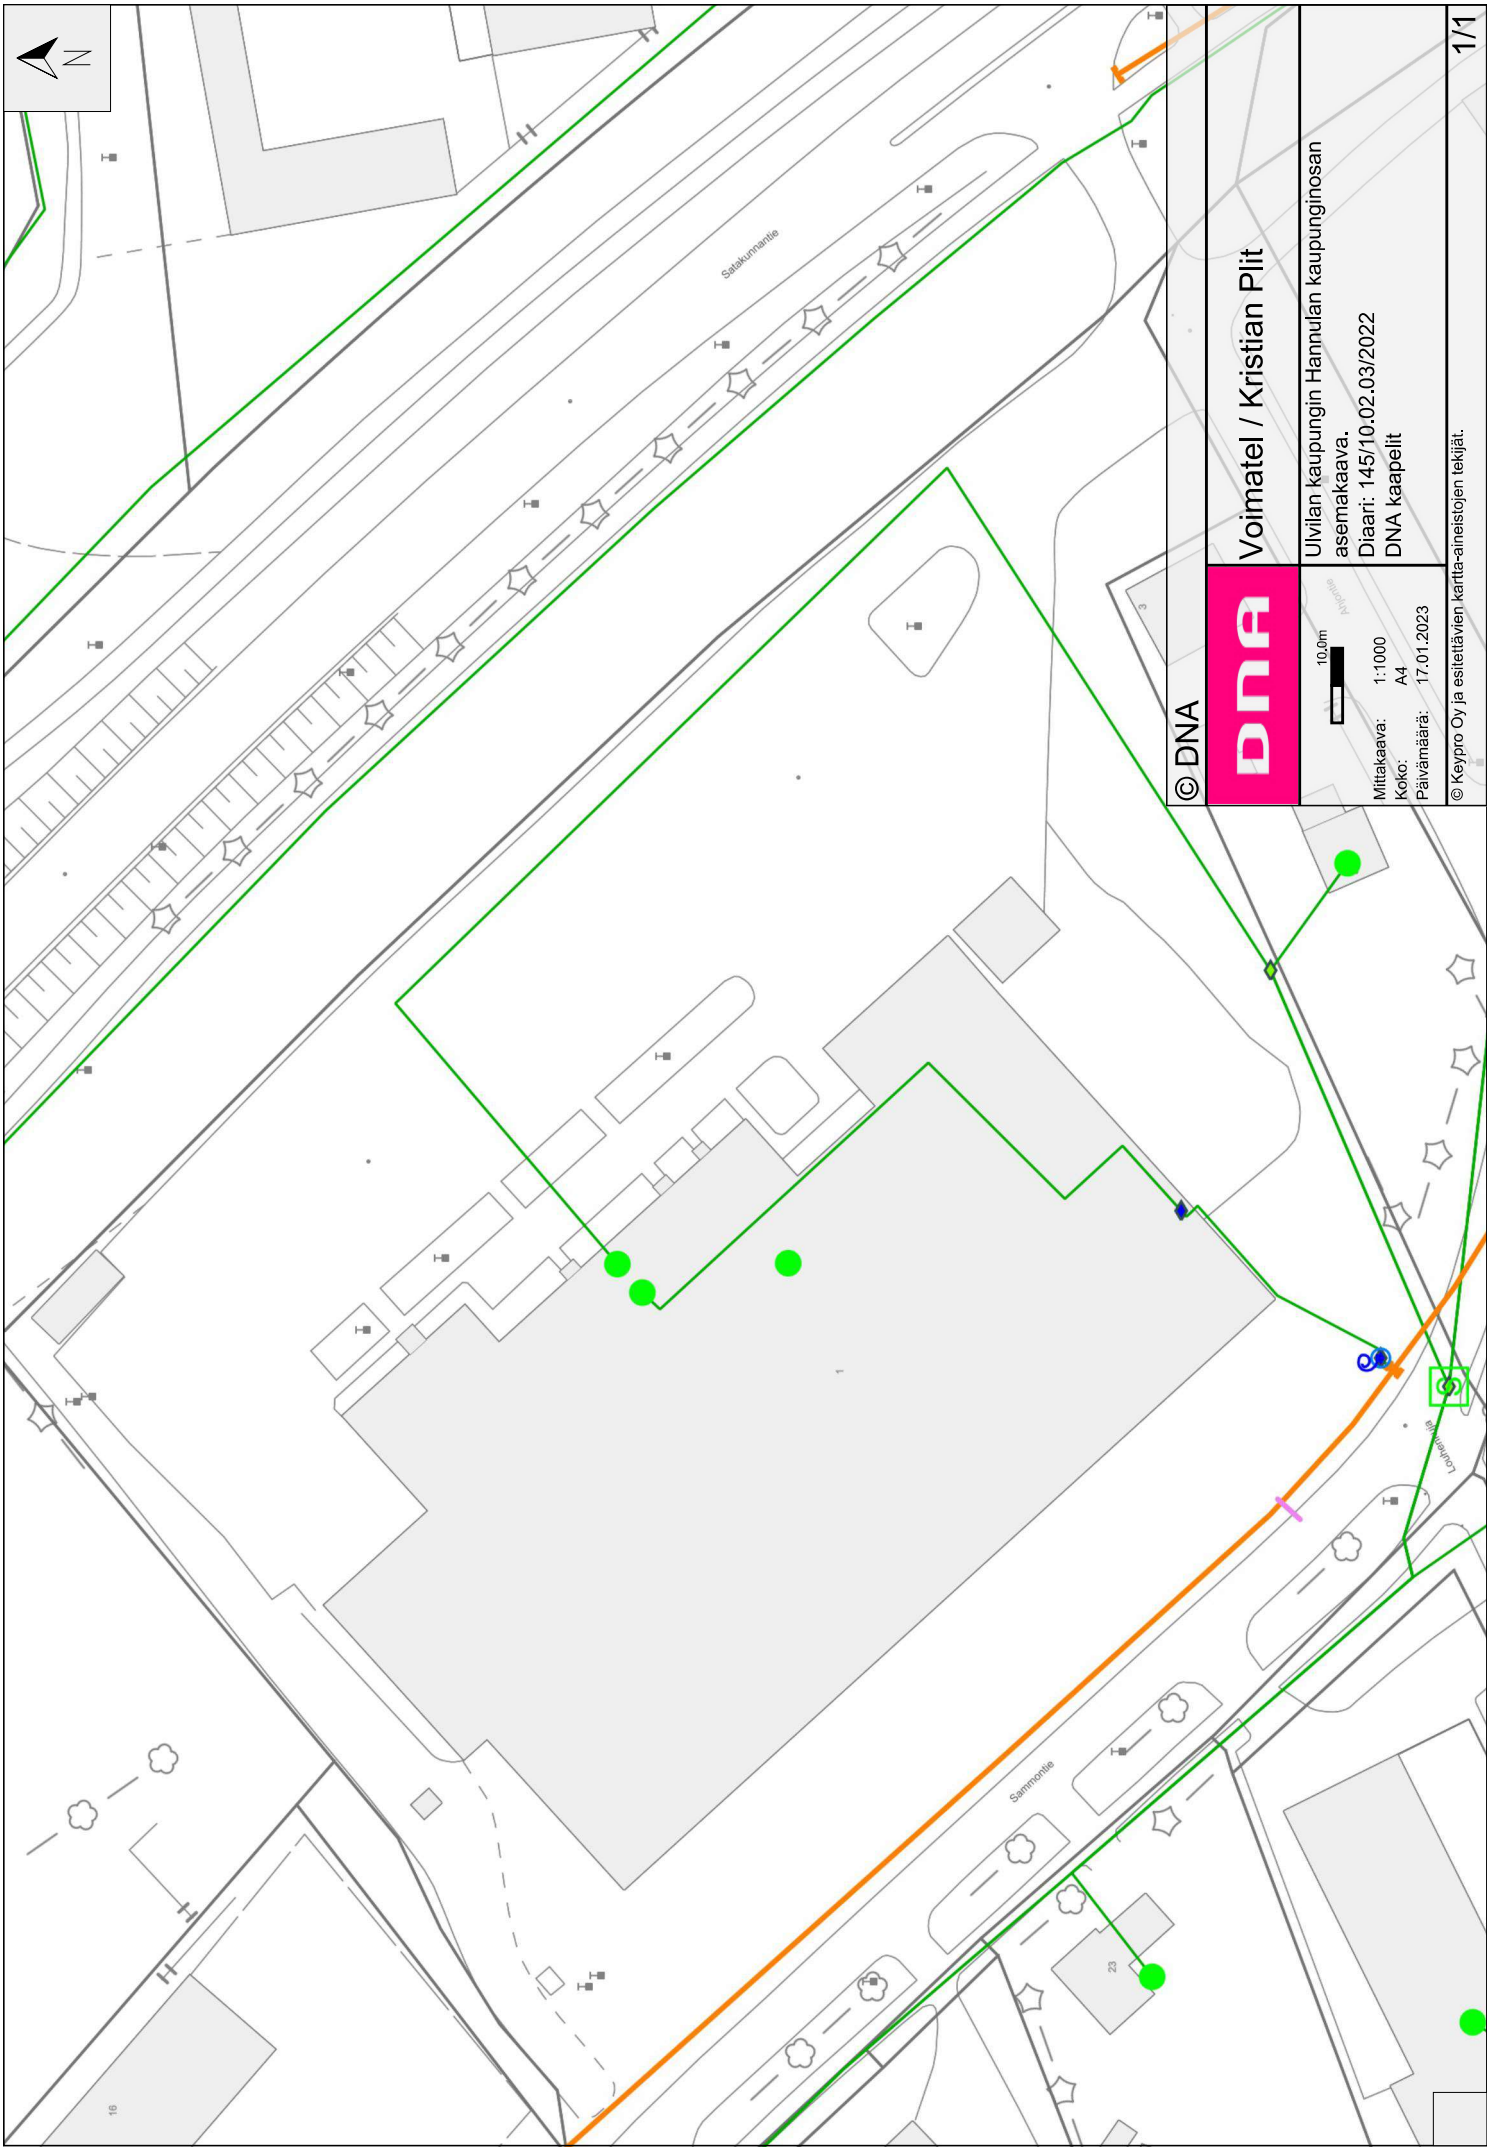 N
Satakunnantie
Sammontie
Louhenkuja
Ahjontie
1
3
16
23
© DNA
DNA
Voimatel / Kristian Plit
10.0m
Mittakaava: 1:1000
Koko: A4
Päivämäärä: 17.01.2023
Ulvilan kaupungin Hannulan kaupunginosan
asemakaava.
Diaari: 145/10.02.03/2022
DNA kaapelit
© Keypro Oy ja esitettävien kartta-aineistojen tekijät.
1/1